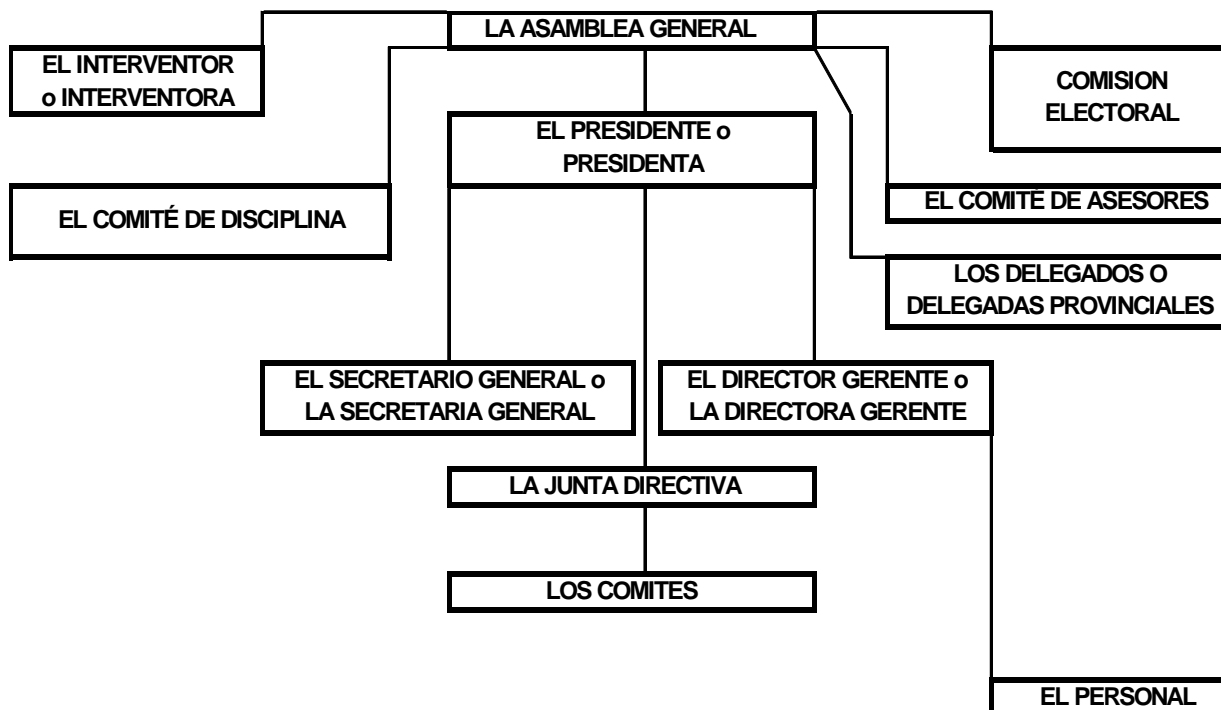 LA ASAMBLEA GENERAL
EL INTERVENTOR
o INTERVENTORA
COMISION
ELECTORAL
EL PRESIDENTE o
PRESIDENTA
EL COMITÉ DE DISCIPLINA
EL COMITÉ DE ASESORES
LOS DELEGADOS O
DELEGADAS PROVINCIALES
EL SECRETARIO GENERAL o
LA SECRETARIA GENERAL
EL DIRECTOR GERENTE o
LA DIRECTORA GERENTE
LA JUNTA DIRECTIVA
LOS COMITES
EL PERSONAL